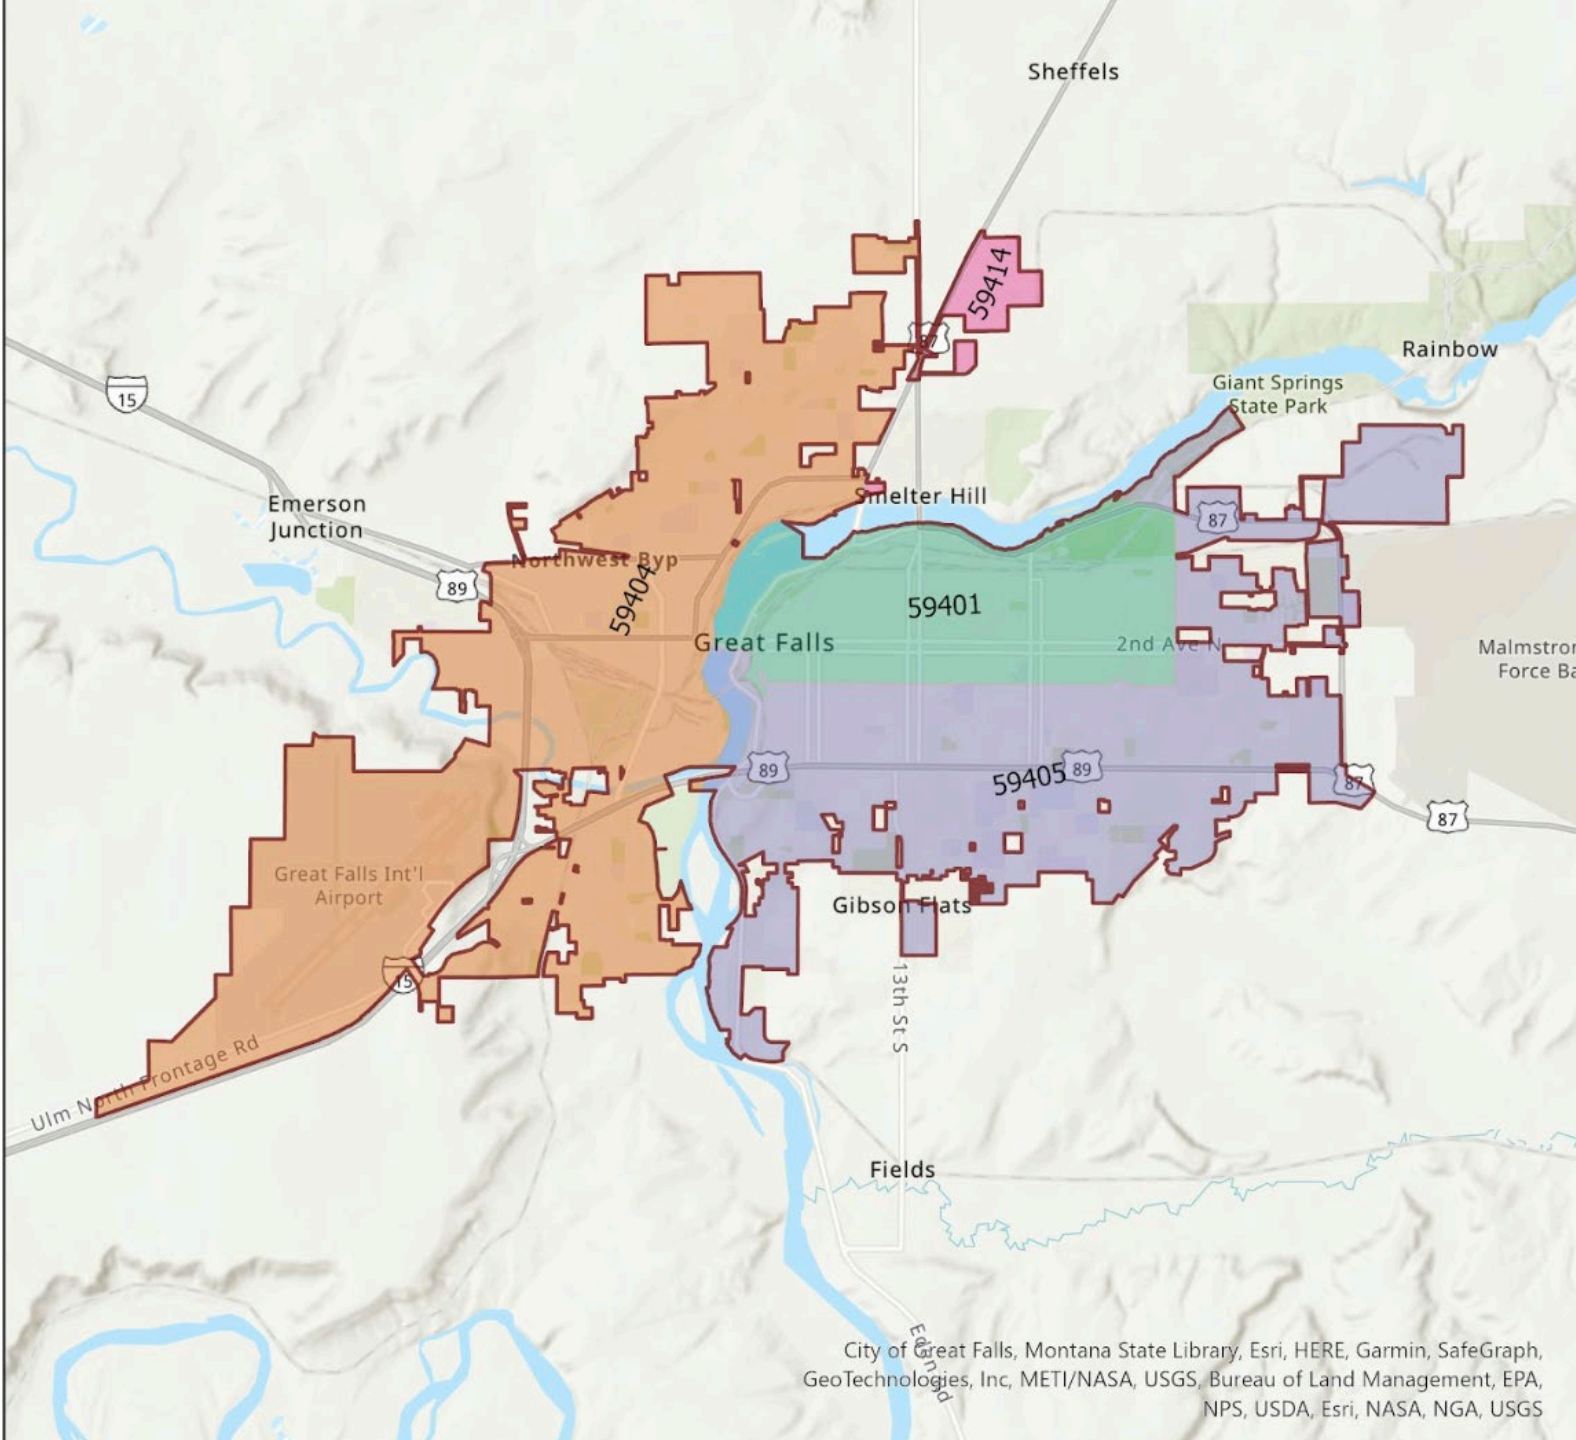 Sheffels
59414
87
Rainbow
15
Giant Springs
State Park
Emerson
Junction
Smelter Hill
87
Northwest Byp
89
59404
59401
Great Falls
2nd Ave N
Malmstror
Force Ba
89
59405
89
87
87
Great Falls Int'l
Airport
Gibson Flats
15
13th St S
Ulm North Frontage Rd
Fields
City of Great Falls, Montana State Library, Esri, HERE, Garmin, SafeGraph,
GeoTechnologies, Inc, METI/NASA, USGS, Bureau of Land Management, EPA,
NPS, USDA, Esri, NASA, NGA, USGS